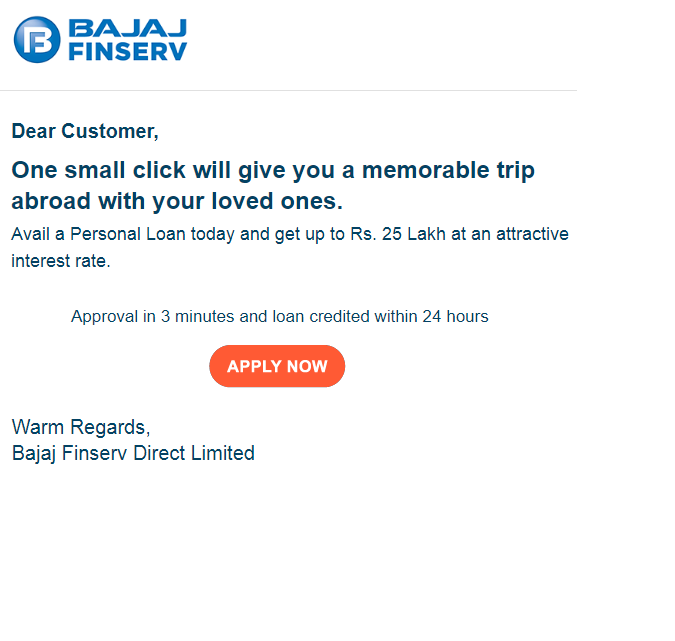 BAJAJ
FINSERV
Dear Customer,
One small click will give you a memorable trip
abroad with your loved ones.
Avail a Personal Loan today and get up to Rs. 25 Lakh at an attractive
interest rate.
Approval in 3 minutes and loan credited within 24 hours
APPLY NOW
Warm Regards,
Bajaj Finserv Direct Limited